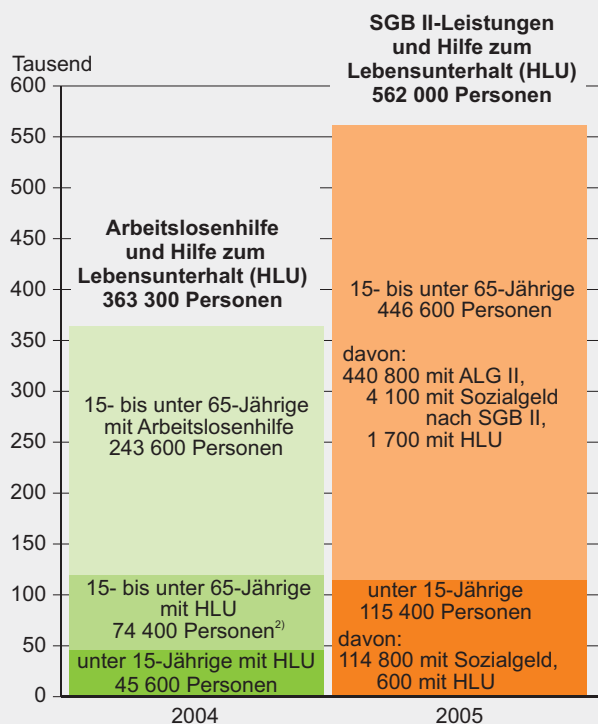 Tausend
600
550
500
450
400
350
300
250
200
150
100
50
0
Arbeitslosenhilfe
und Hilfe zum
Lebensunterhalt (HLU)
363 300 Personen
15- bis unter 65-Jährige
mit Arbeitslosenhilfe
243 600 Personen
15- bis unter 65-Jährige
mit HLU
74 400 Personen2)
unter 15-Jährige mit HLU
45 600 Personen
2004
SGB II-Leistungen
und Hilfe zum
Lebensunterhalt (HLU)
562 000 Personen
15- bis unter 65-Jährige
446 600 Personen
davon:
440 800 mit ALG II,
4 100 mit Sozialgeld
nach SGB II,
1 700 mit HLU
unter 15-Jährige
115 400 Personen
davon:
114 800 mit Sozialgeld,
600 mit HLU
2005